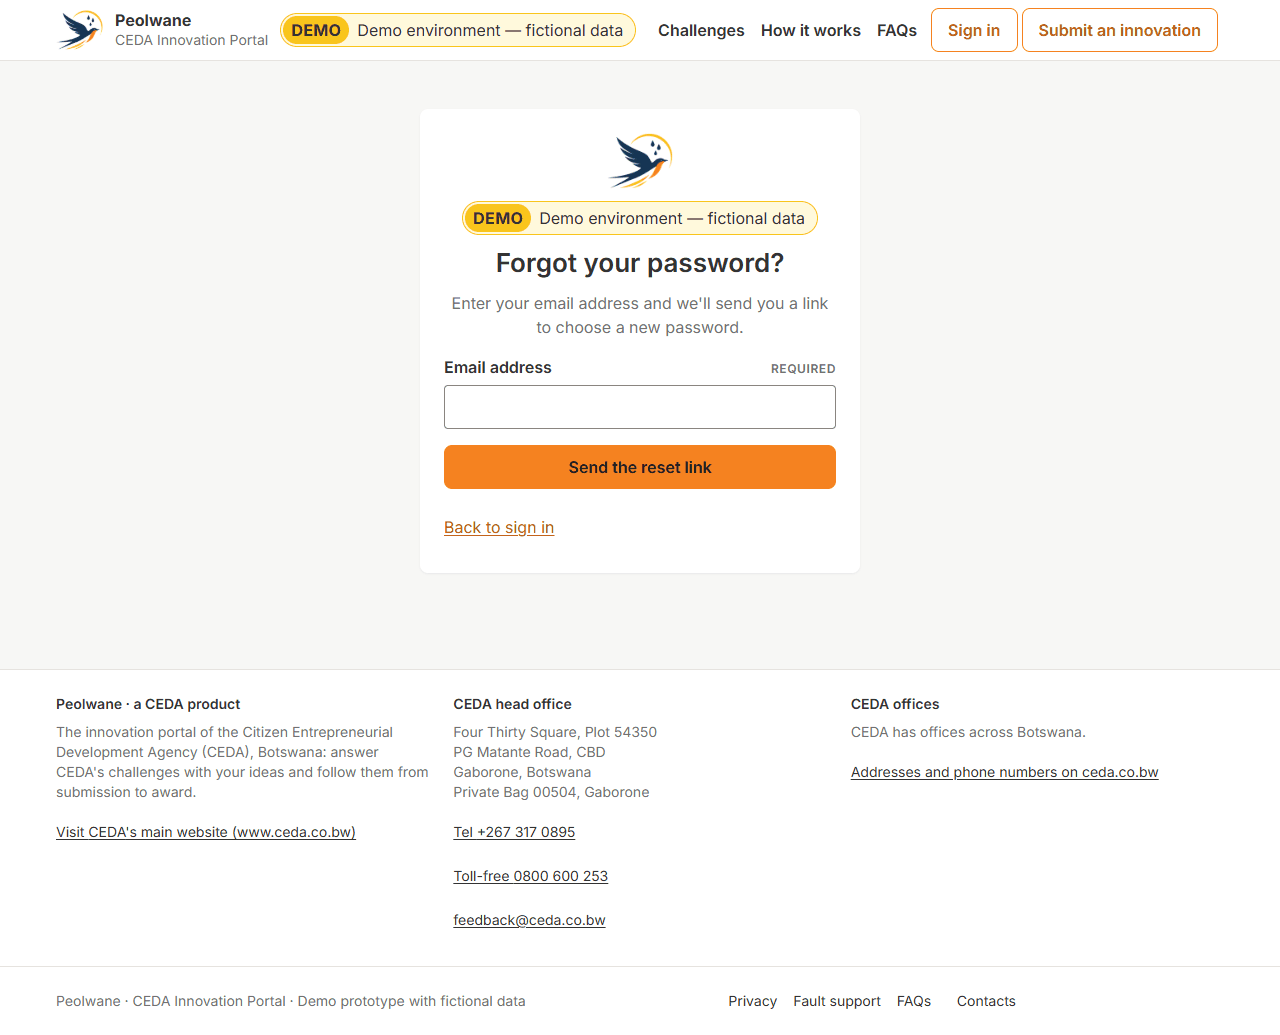 Peolwane
CEDA Innovation Portal
DEMO Demo environment — fictional data
Challenges
How it works
FAQs
Sign in
Submit an innovation
DEMO Demo environment — fictional data
Forgot your password?
Enter your email address and we'll send you a link
to choose a new password.
Email address
REQUIRED
Send the reset link
Back to sign in
Peolwane · a CEDA product
The innovation portal of the Citizen Entrepreneurial
Development Agency (CEDA), Botswana: answer
CEDA's challenges with your ideas and follow them from
submission to award.
Visit CEDA's main website (www.ceda.co.bw)
CEDA head office
Four Thirty Square, Plot 54350
PG Matante Road, CBD
Gaborone, Botswana
Private Bag 00504, Gaborone
Tel +267 317 0895
Toll-free 0800 600 253
feedback@ceda.co.bw
CEDA offices
CEDA has offices across Botswana.
Addresses and phone numbers on ceda.co.bw
Peolwane · CEDA Innovation Portal · Demo prototype with fictional data
Privacy
Fault support
FAQs
Contacts